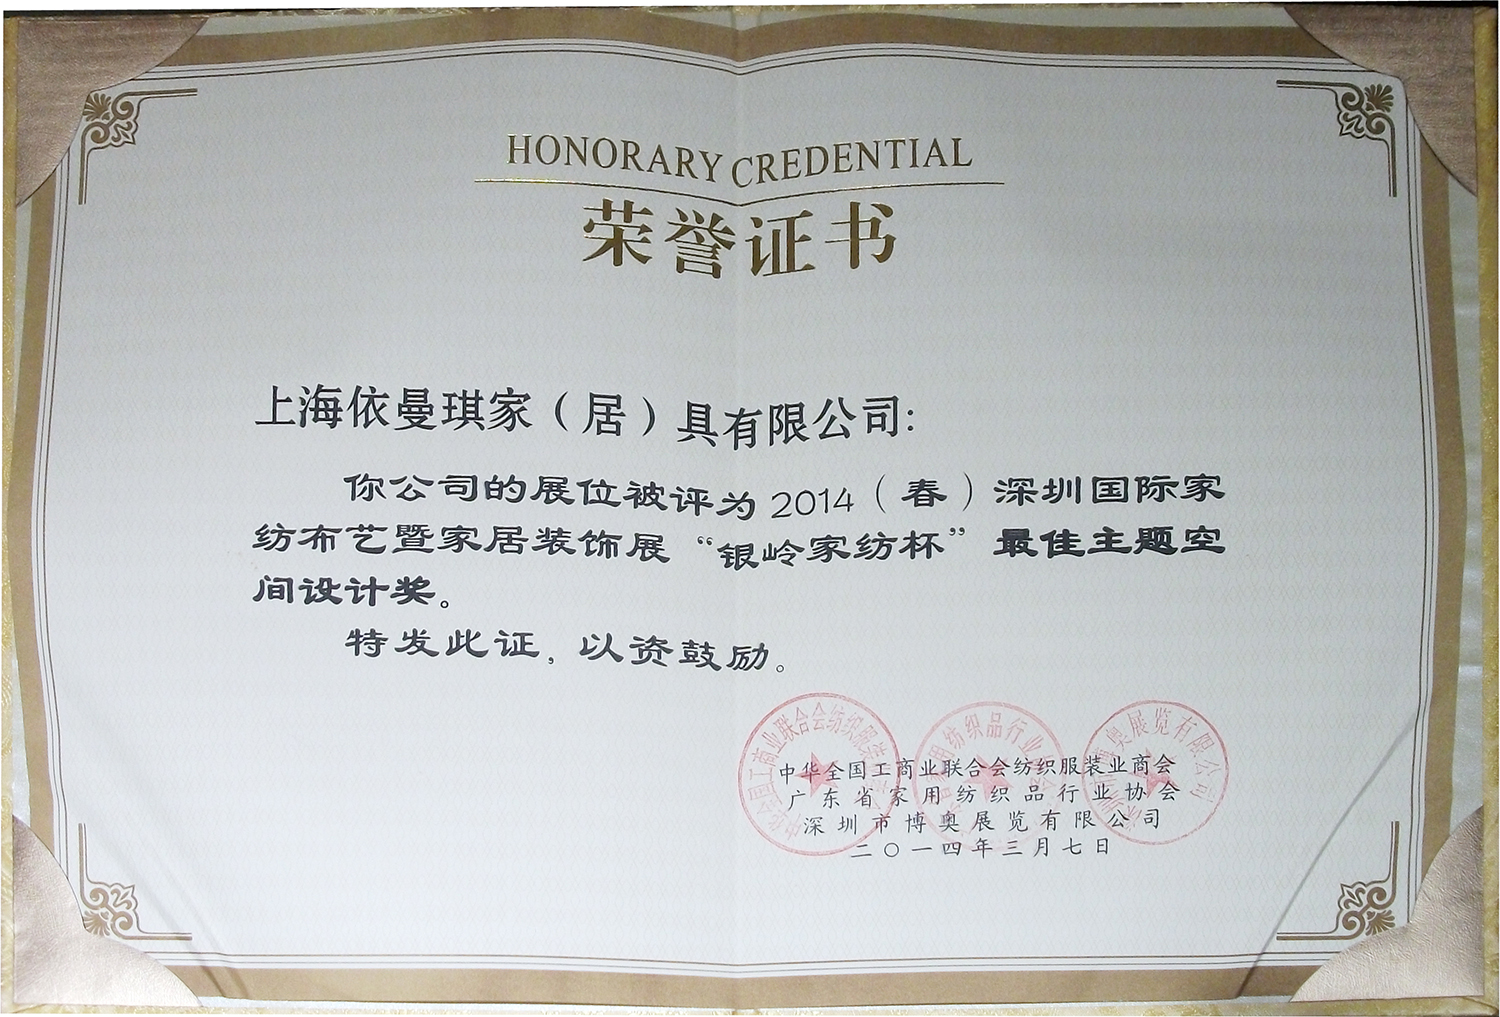 HONORARY CREDENTIAL
荣誉证书
上海依曼琪家（居）具有限公司:
你公司的展位被评为2014（春）深圳国际家
纺布艺暨家居装饰展“银岭家纺杯”最佳主题空
间设计奖。
特发此证，以资鼓励。
中华全国工商业联合会纺织服装业商会
广东省家用纺织品行业协会
深圳市博奥展览有限公司
二〇一四年三月七日